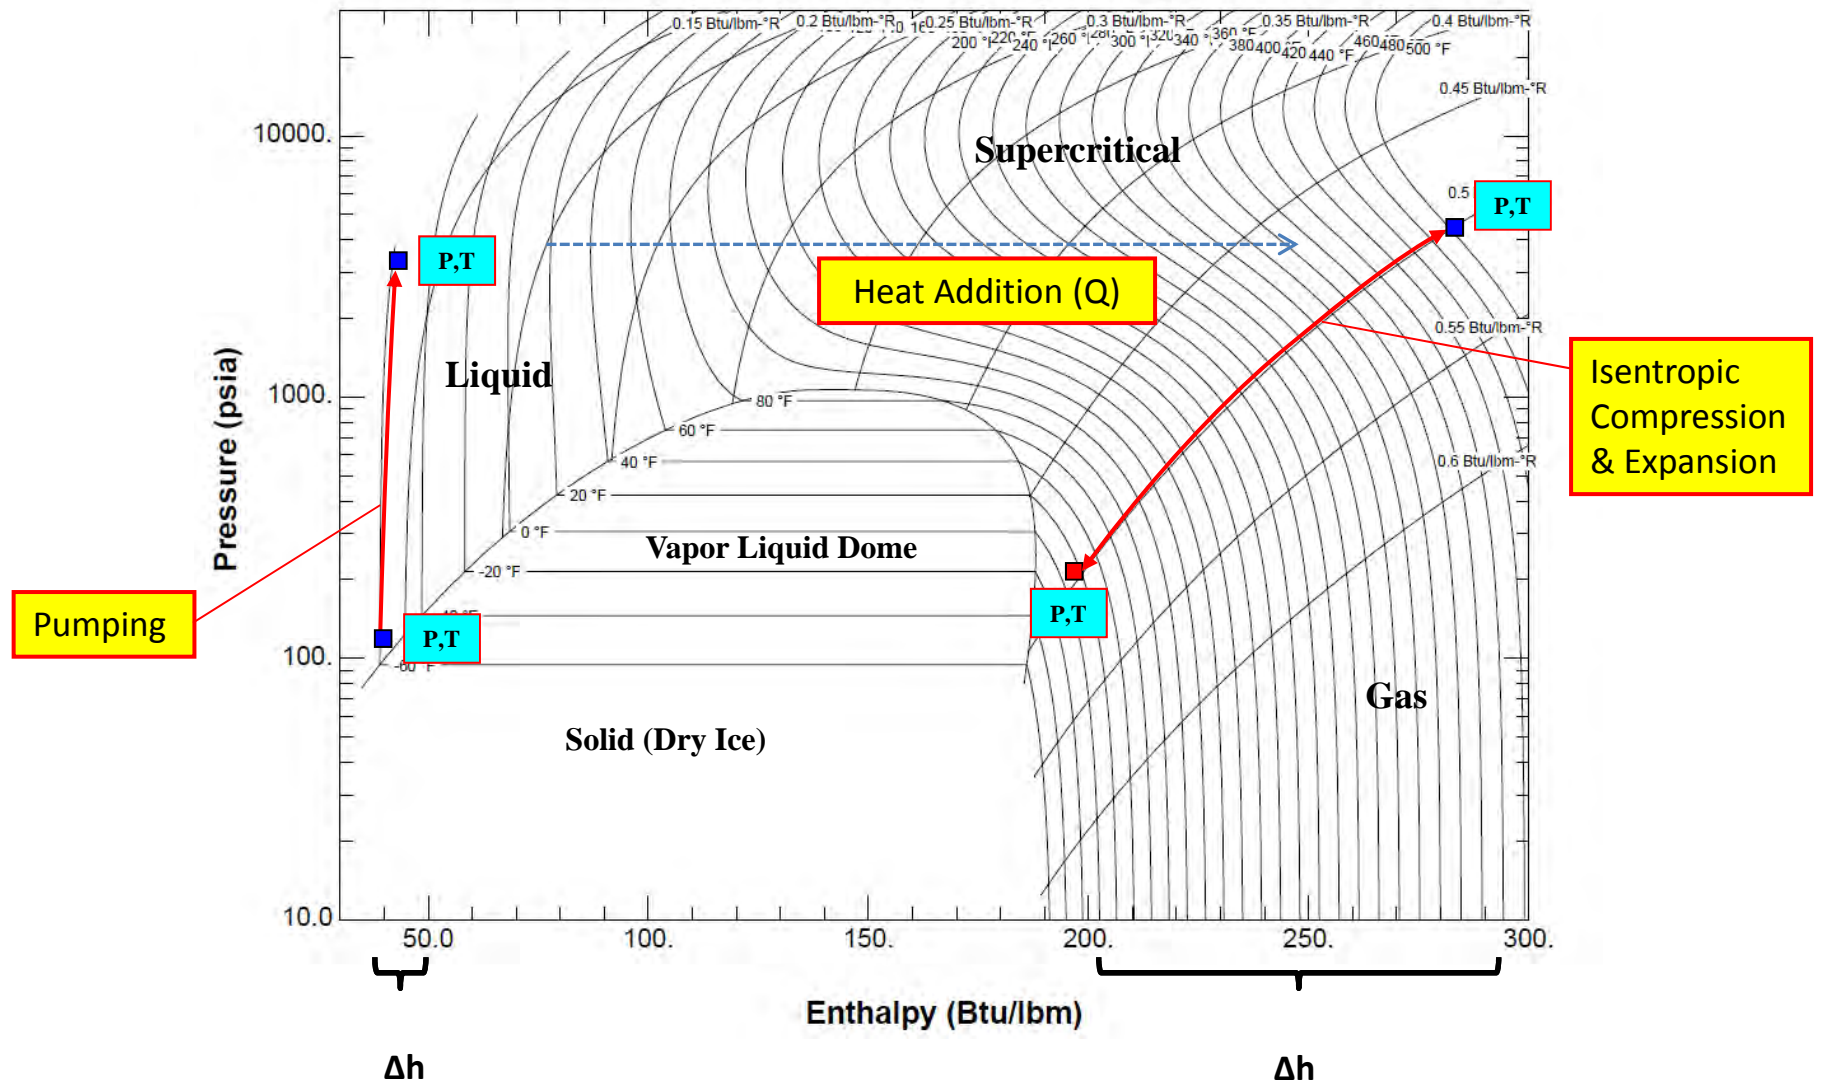 0.15 Btu/lbm-°R
0.2 Btu/lbm-°R
0.25 Btu/lbm-°R
0.3 Btu/lbm-°R
0.35 Btu/lbm-°R
0.4 Btu/lbm-°R
200 °F
220 °F
240 °F
260 °F
280
300 °F
320
340 °F
360 °F
380
400
420
440 °F
460
480
500 °F
0.45 Btu/lbm-°R
10000.
Supercritical
0.5
P,T
P,T
Heat Addition (Q)
0.55 Btu/lbm-°R
Liquid
Isentropic
Compression
& Expansion
1000.
80 °F
60 °F
40 °F
0.6 Btu/lbm-°R
20 °F
0 °F
Vapor Liquid Dome
-20 °F
Pressure (psia)
Pumping
P,T
P,T
100.
-60 °F
Gas
Solid (Dry Ice)
10.0
50.0
100.
150.
200.
250.
300.
Enthalpy (Btu/lbm)
Δh
Δh